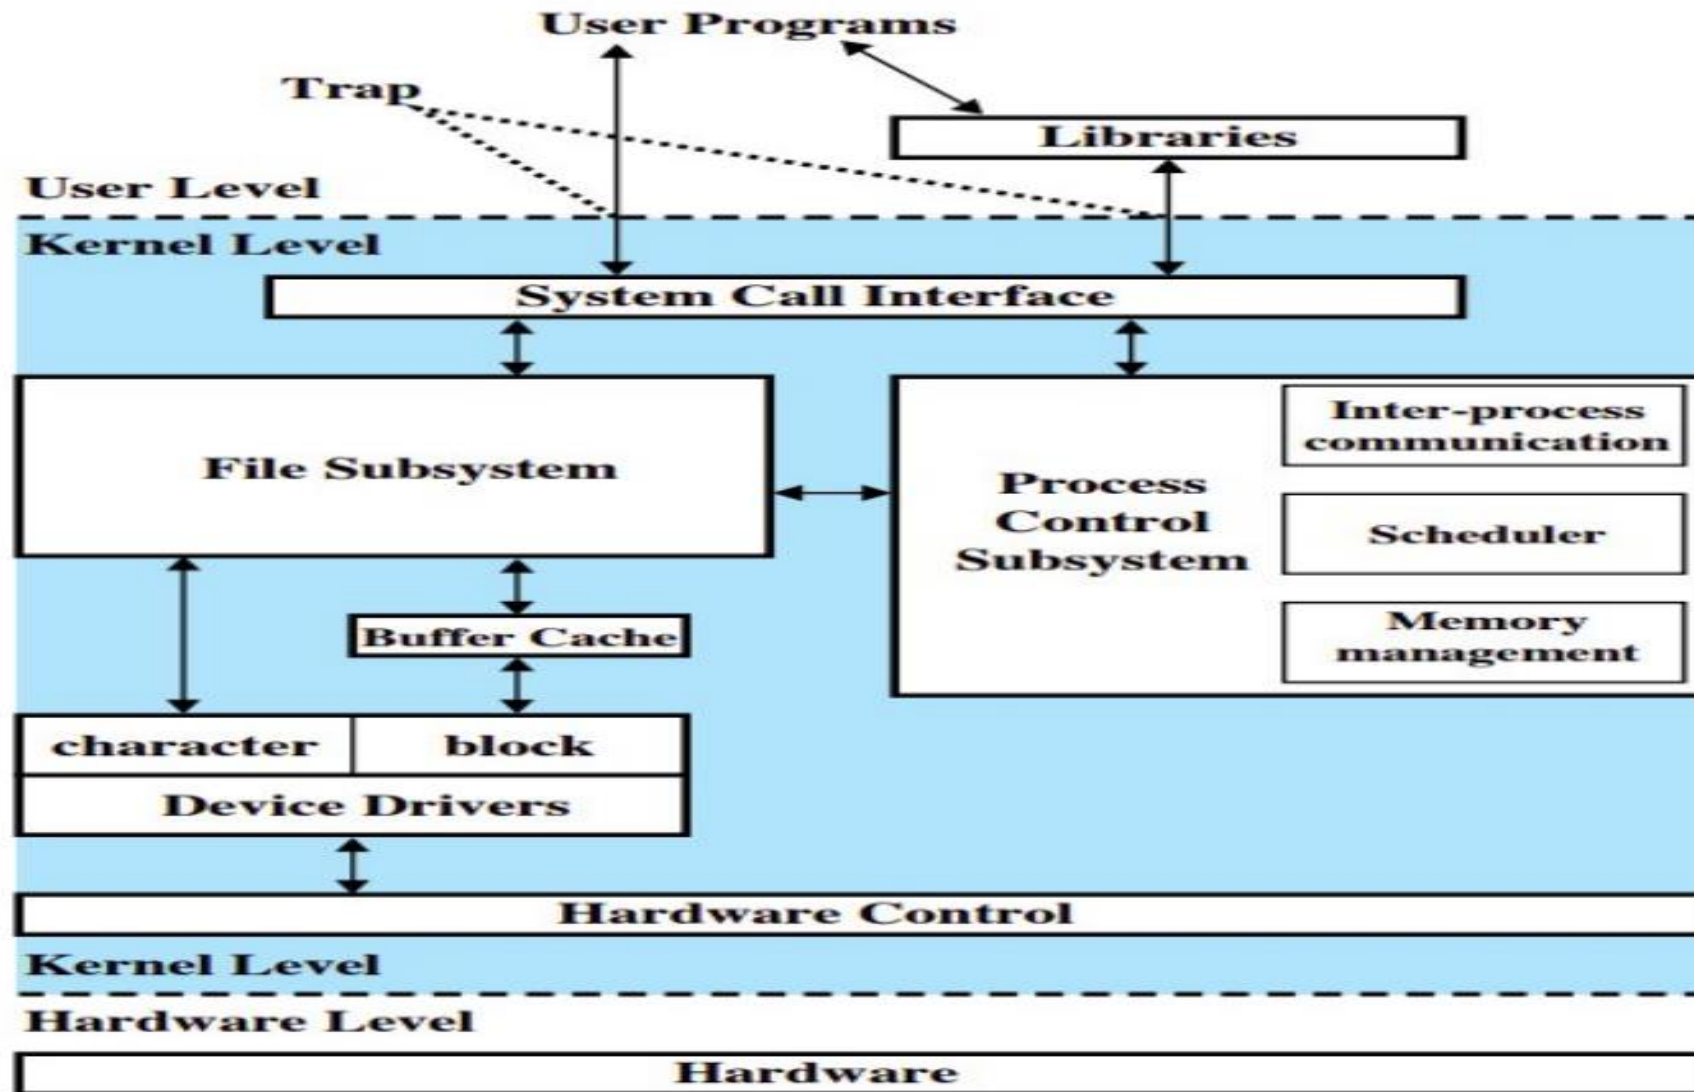 User Programs
Trap
Libraries
User Level
Kernel Level
System Call Interface
File Subsystem
Process
Control
Subsystem
Inter-process
communication
Scheduler
Memory
management
Buffer Cache
character
block
Device Drivers
Hardware Control
Kernel Level
Hardware Level
Hardware